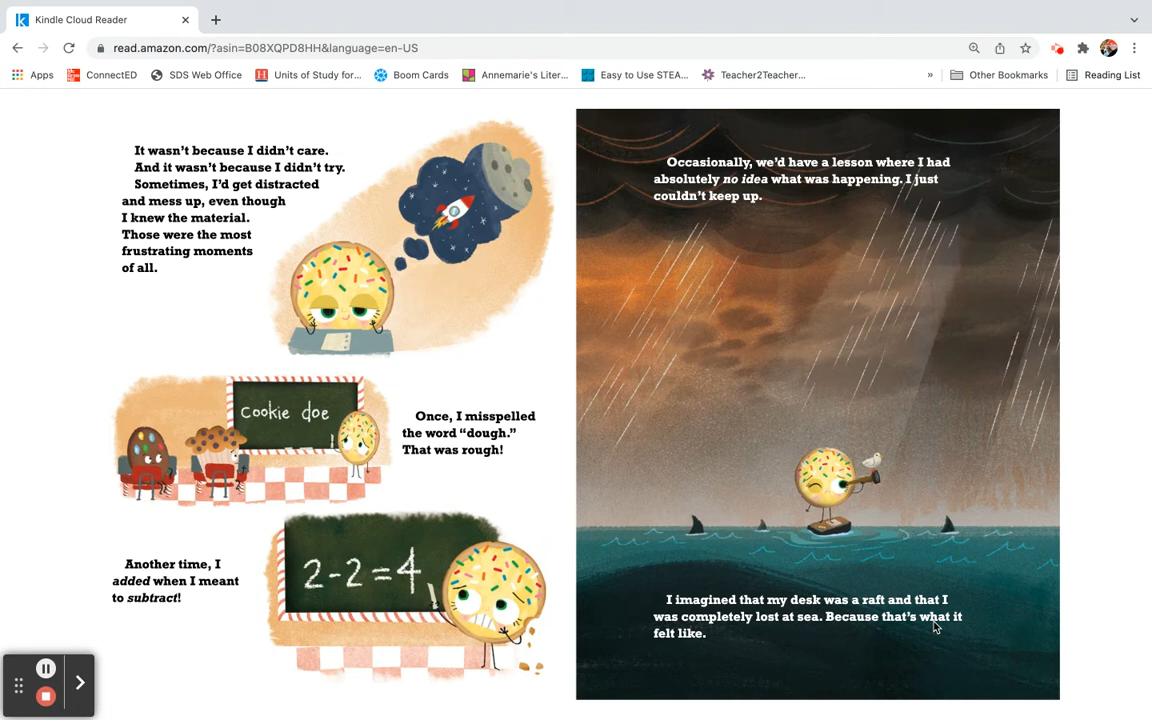 Kindle Cloud Reader
read.amazon.com/?asin=B08XQPD8HH&language=en-US
Apps
ConnectED
SDS Web Office
Units of Study for...
Boom Cards
Annemarie's Liter...
Easy to Use STEA...
Teacher2Teacher...
»
Other Bookmarks
Reading List
It wasn't because I didn't care.
And it wasn't because I didn't try.
Sometimes, I'd get distracted
and mess up, even though
I knew the material.
Those were the most
frustrating moments
of all.
cookie doe
Once, I misspelled
the word “dough.”
That was rough!
Another time, I
added when I meant
to subtract!
2-2=4
Occasionally, we'd have a lesson where I had
absolutely no idea what was happening. I just
couldn't keep up.
I imagined that my desk was a raft and that I
was completely lost at sea. Because that's what it
felt like.